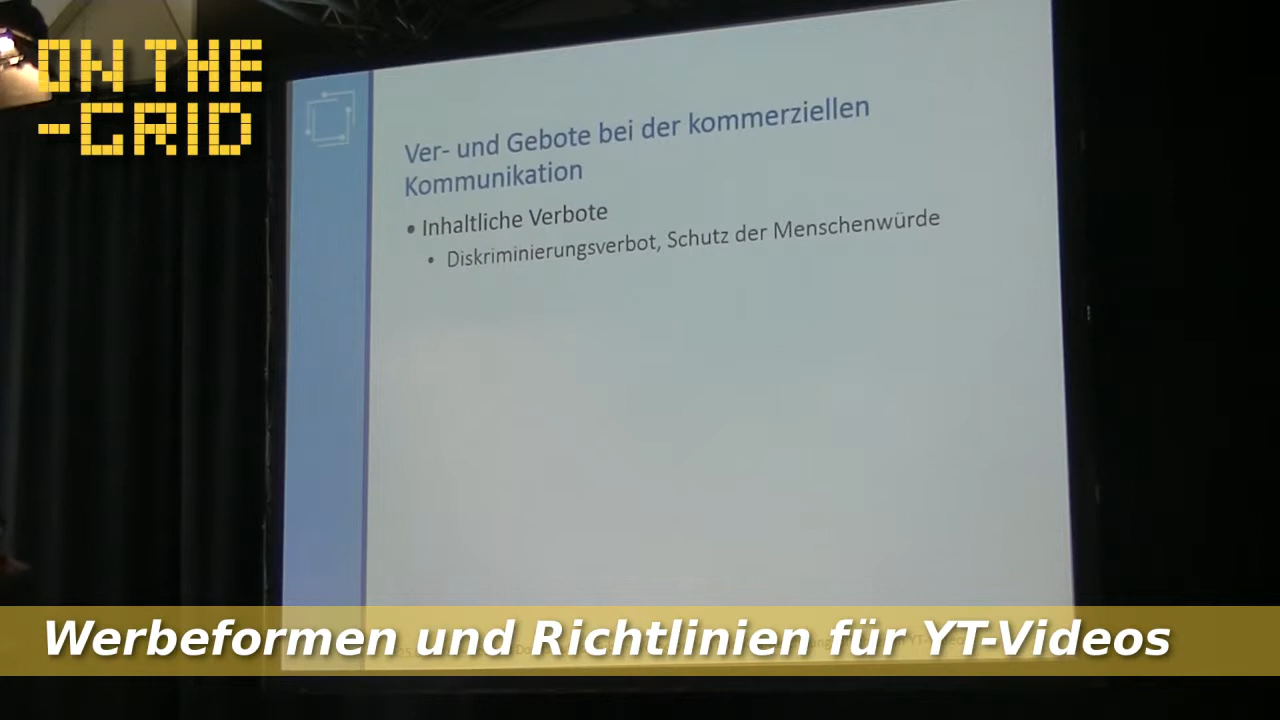 ON THE
-GRID
Ver- und Gebote bei der kommerziellen
Kommunikation
• Inhaltliche Verbote
• Diskriminierungsverbot, Schutz der Menschenwürde
Werbeformen und Richtlinien für YT-Videos